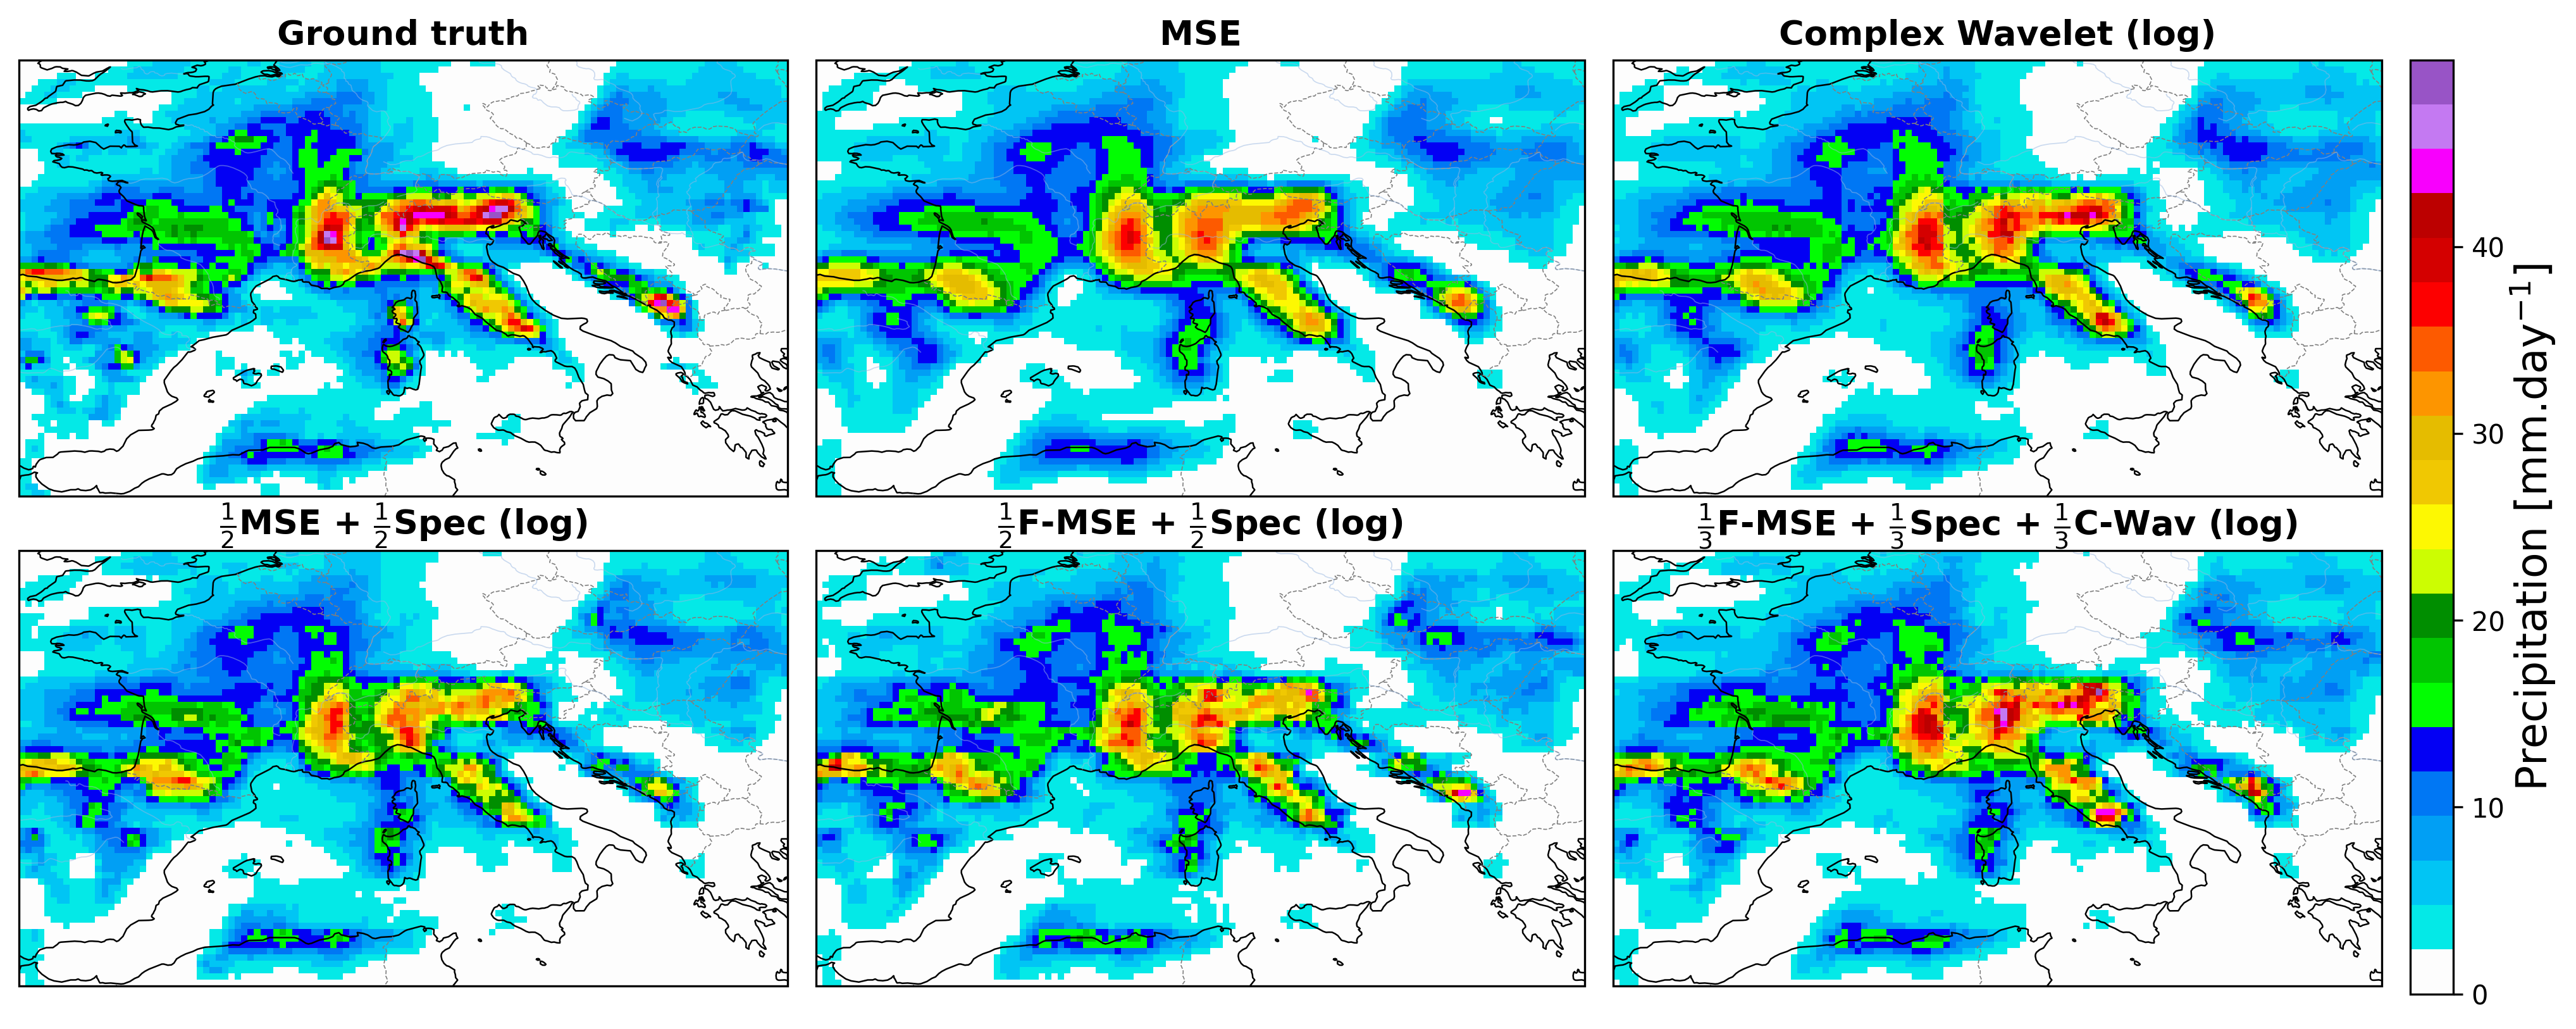 Ground truth
MSE
Complex Wavelet (log)
½MSE + ½Spec (log)
½F-MSE + ½Spec (log)
⅓F-MSE + ⅓Spec + ⅓C-Wav (log)
40
30
20
10
0
Precipitation [mm.day⁻¹]